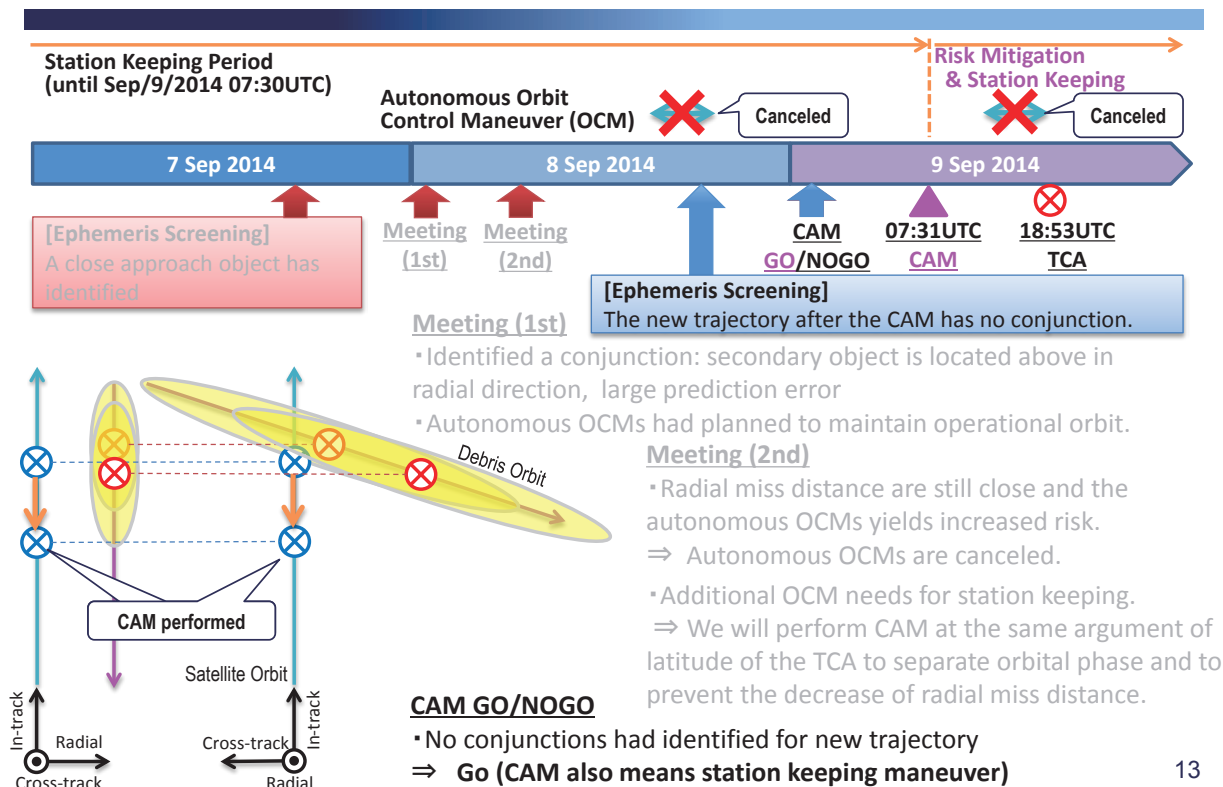 Station Keeping Period
(until Sep/9/2014 07:30UTC)
Risk Mitigation
& Station Keeping
Autonomous Orbit
Control Maneuver (OCM)
Canceled
Canceled
7 Sep 2014
8 Sep 2014
9 Sep 2014
[Ephemeris Screening]
A close approach object has
identified
Meeting
(1st)
Meeting
(2nd)
CAM
GO/NOGO
07:31UTC
CAM
18:53UTC
TCA
[Ephemeris Screening]
The new trajectory after the CAM has no conjunction.
Meeting (1st)
・Identified a conjunction: secondary object is located above in
radial direction, large prediction error
・Autonomous OCMs had planned to maintain operational orbit.
Meeting (2nd)
・Radial miss distance are still close and the
autonomous OCMs yields increased risk.
⇒ Autonomous OCMs are canceled.
・Additional OCM needs for station keeping.
⇒ We will perform CAM at the same argument of
latitude of the TCA to separate orbital phase and to
prevent the decrease of radial miss distance.
Debris Orbit
CAM performed
Satellite Orbit
In-track
Radial
Cross-track
In-track
Cross-track
Radial
CAM GO/NOGO
・No conjunctions had identified for new trajectory
⇒ Go (CAM also means station keeping maneuver)
13